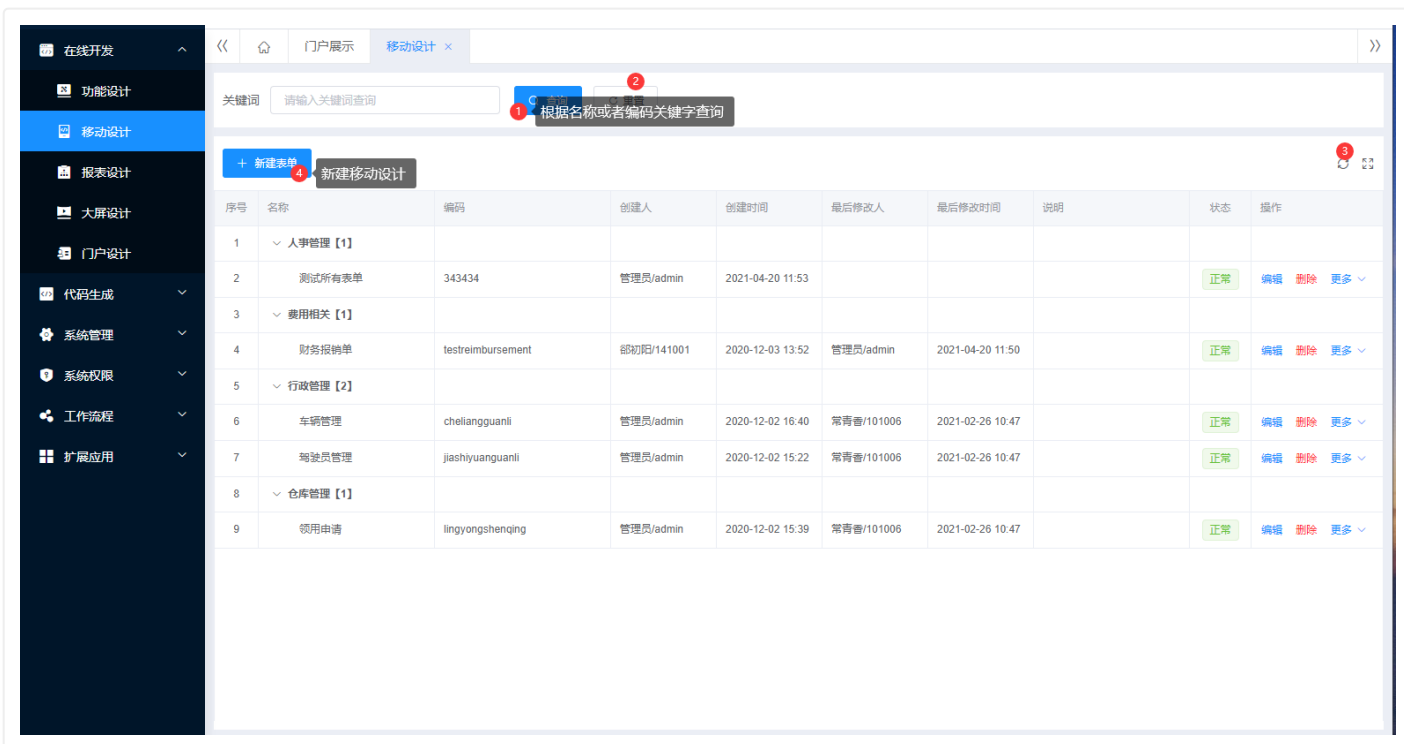 在线开发
功能设计
移动设计
报表设计
大屏设计
门户设计
代码生成
系统管理
系统权限
工作流程
扩展应用
门户展示 移动设计 ×
关键词 请输入关键词查询 查询 重置
1 根据名称或者编码关键字查询
2
3
+ 新建表单
4 新建移动设计
序号 名称 编码 创建人 创建时间 最后修改人 最后修改时间 说明 状态 操作
1 人事管理【1】
2 测试所有表单 343434 管理员/admin 2021-04-20 11:53 正常 编辑 删除 更多
3 费用相关【1】
4 财务报销单 testreimbursement 郤初阳/141001 2020-12-03 13:52 管理员/admin 2021-04-20 11:50 正常 编辑 删除 更多
5 行政管理【2】
6 车辆管理 cheliangguanli 管理员/admin 2020-12-02 16:40 常青香/101006 2021-02-26 10:47 正常 编辑 删除 更多
7 驾驶员管理 jiashiyuanguanli 管理员/admin 2020-12-02 15:22 常青香/101006 2021-02-26 10:47 正常 编辑 删除 更多
8 仓库管理【1】
9 领用申请 lingyongshenqing 管理员/admin 2020-12-02 15:39 常青香/101006 2021-02-26 10:47 正常 编辑 删除 更多